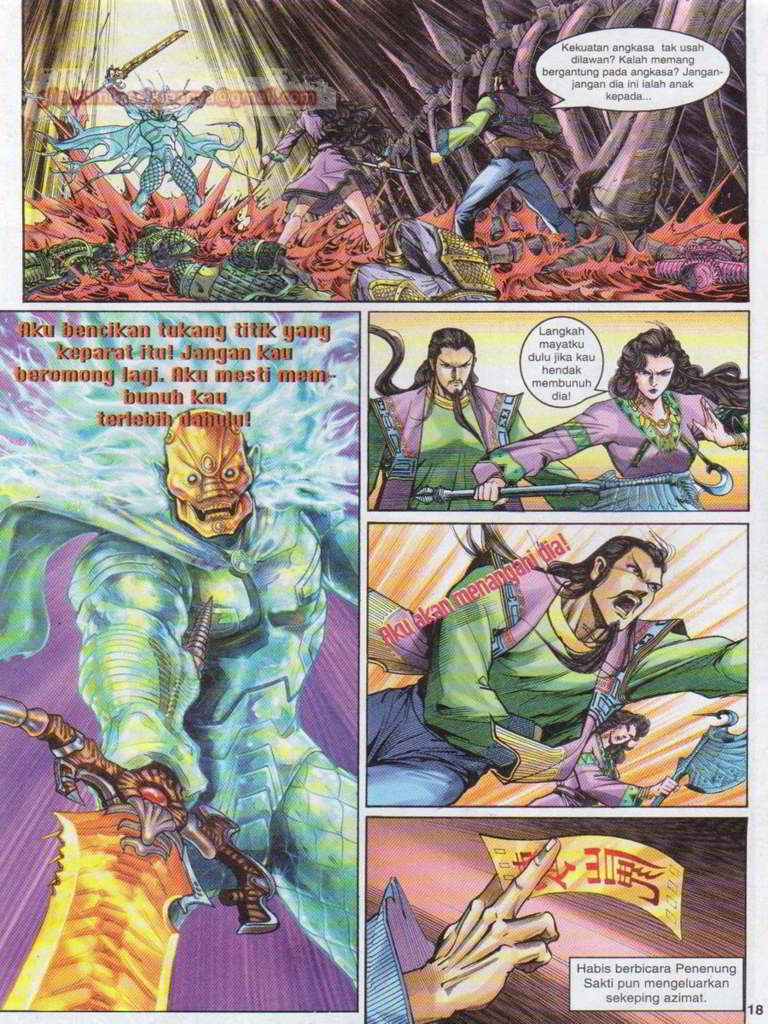 Kekuatan angkasa tak usah
dilawan? Kalah memang
bergantung pada angkasa? Jangan-
jangan dia ini ialah anak
kepada...
@gmail.com
Aku bencikan tukang titik yang
keparat itu! Jangan kau
beromong lagi. Aku mesti mem-
bunuh kau
terlebih dahulu!
Langkah
mayatku
dulu jika kau
hendak
membunuh
dia!
Aku akan menangani dia!
Habis berbicara Penenung
Sakti pun mengeluarkan
sekeping azimat.
18